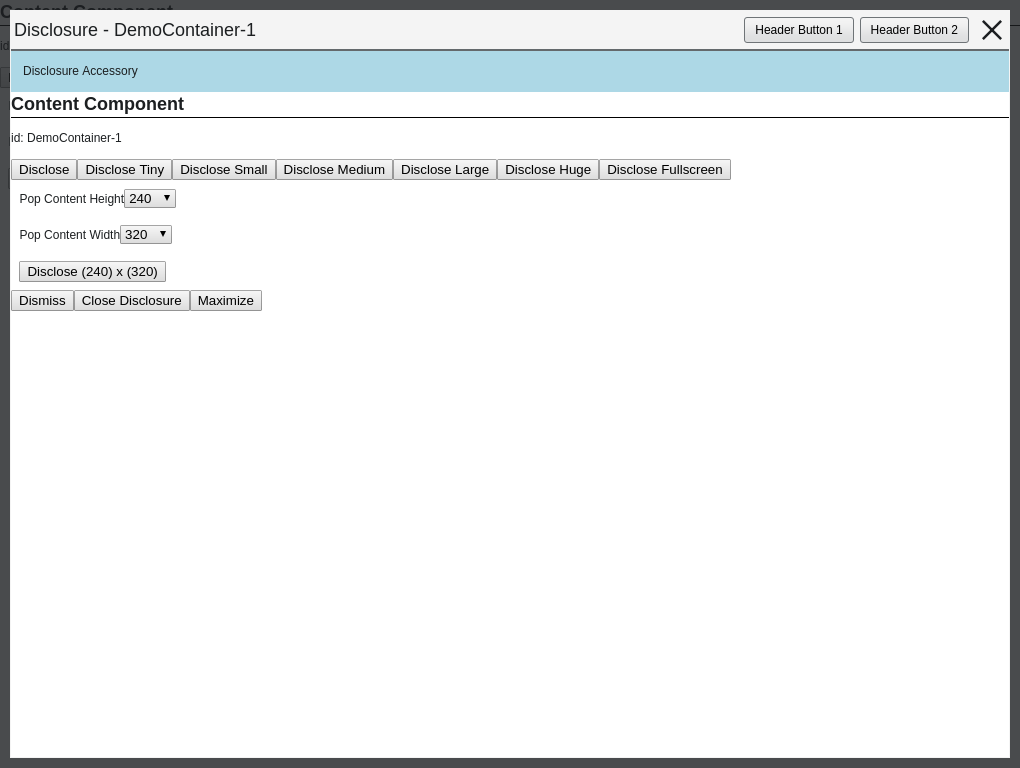 Disclosure - DemoContainer-1
Header Button 1
Header Button 2
Disclosure Accessory
Content Component
id: DemoContainer-1
Disclose Disclose Tiny Disclose Small Disclose Medium Disclose Large Disclose Huge Disclose Fullscreen
Pop Content Height 240
Pop Content Width 320
Disclose (240) x (320)
Dismiss Close Disclosure Maximize